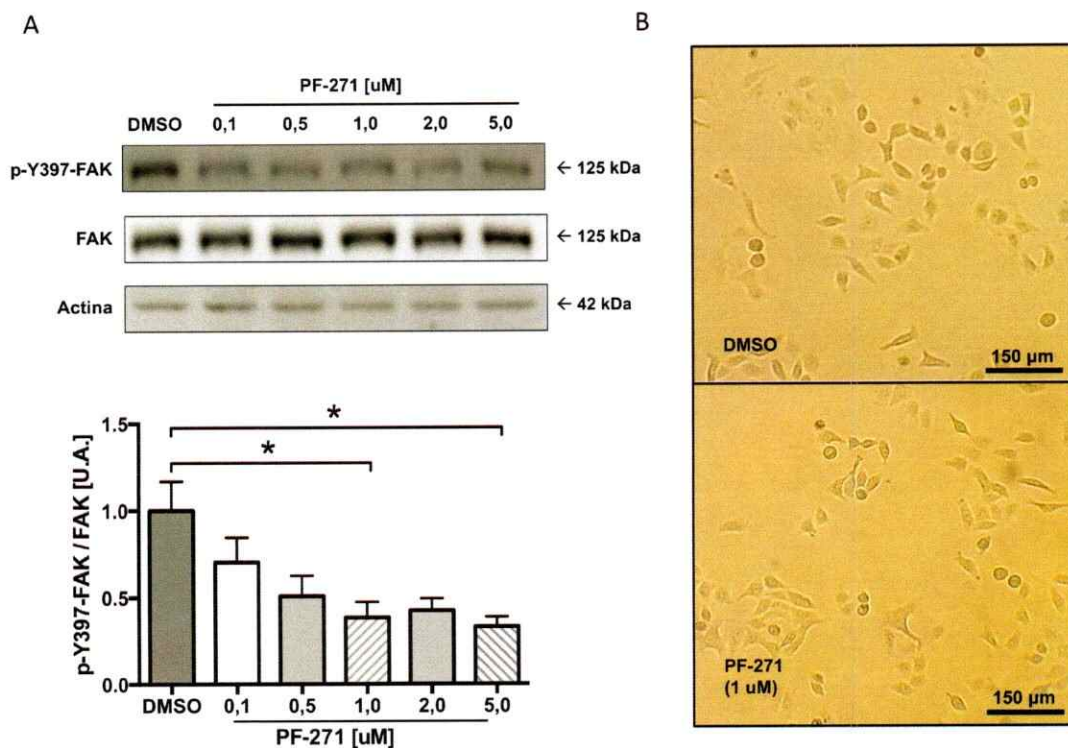 A
PF-271 [uM]
DMSO 0,1 0,5 1,0 2,0 5,0
p-Y397-FAK ← 125 kDa
FAK ← 125 kDa
Actina ← 42 kDa
p-Y397-FAK / FAK [U.A.]
1.5
1.0
0.5
0.0
* 
*
DMSO 0,1 0,5 1,0 2,0 5,0
PF-271 [uM]
B
DMSO
150 µm
PF-271
(1 uM)
150 µm